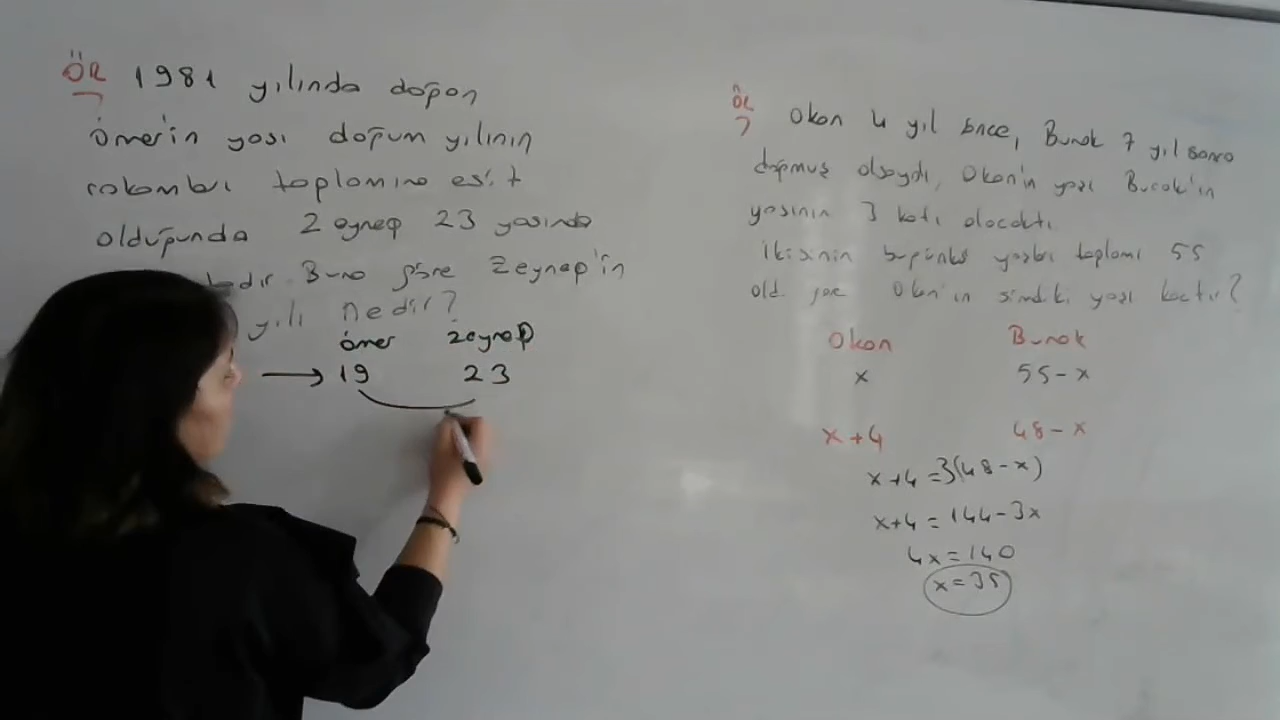 ÖR 1981 yılında doğan
Ömer'in yaşı doğum yılının
rakamları toplamına eşit
olduğunda Zeynep 23 yaşında
Buna göre Zeynep'in
yılı nedir?
Ömer Zeynep
→ 19 23
ÖR Okan 4 yıl önce, Burak 7 yıl sonra
doğmuş olsaydı, Okan'ın yaşı Burak'ın
yaşının 3 katı olacaktı.
İkisinin bugünkü yaşları toplamı 55
old. göre Okan'ın şimdiki yaşı kaçtır?
Okan Burak
x 55-x
x+4 48-x
x+4=3(48-x)
x+4=144-3x
4x=140
x=35